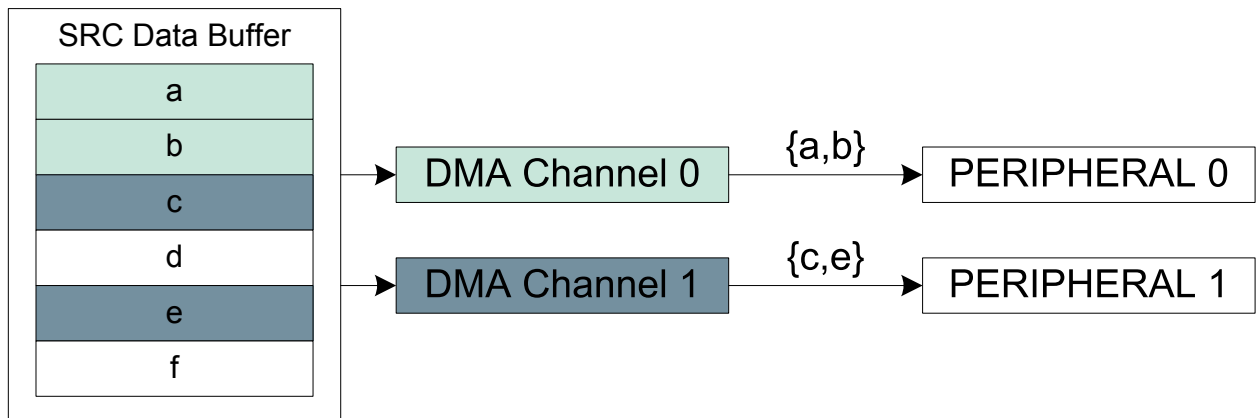 SRC Data Buffer
a
b
c
d
e
f
DMA Channel 0
{a,b}
PERIPHERAL 0
DMA Channel 1
{c,e}
PERIPHERAL 1